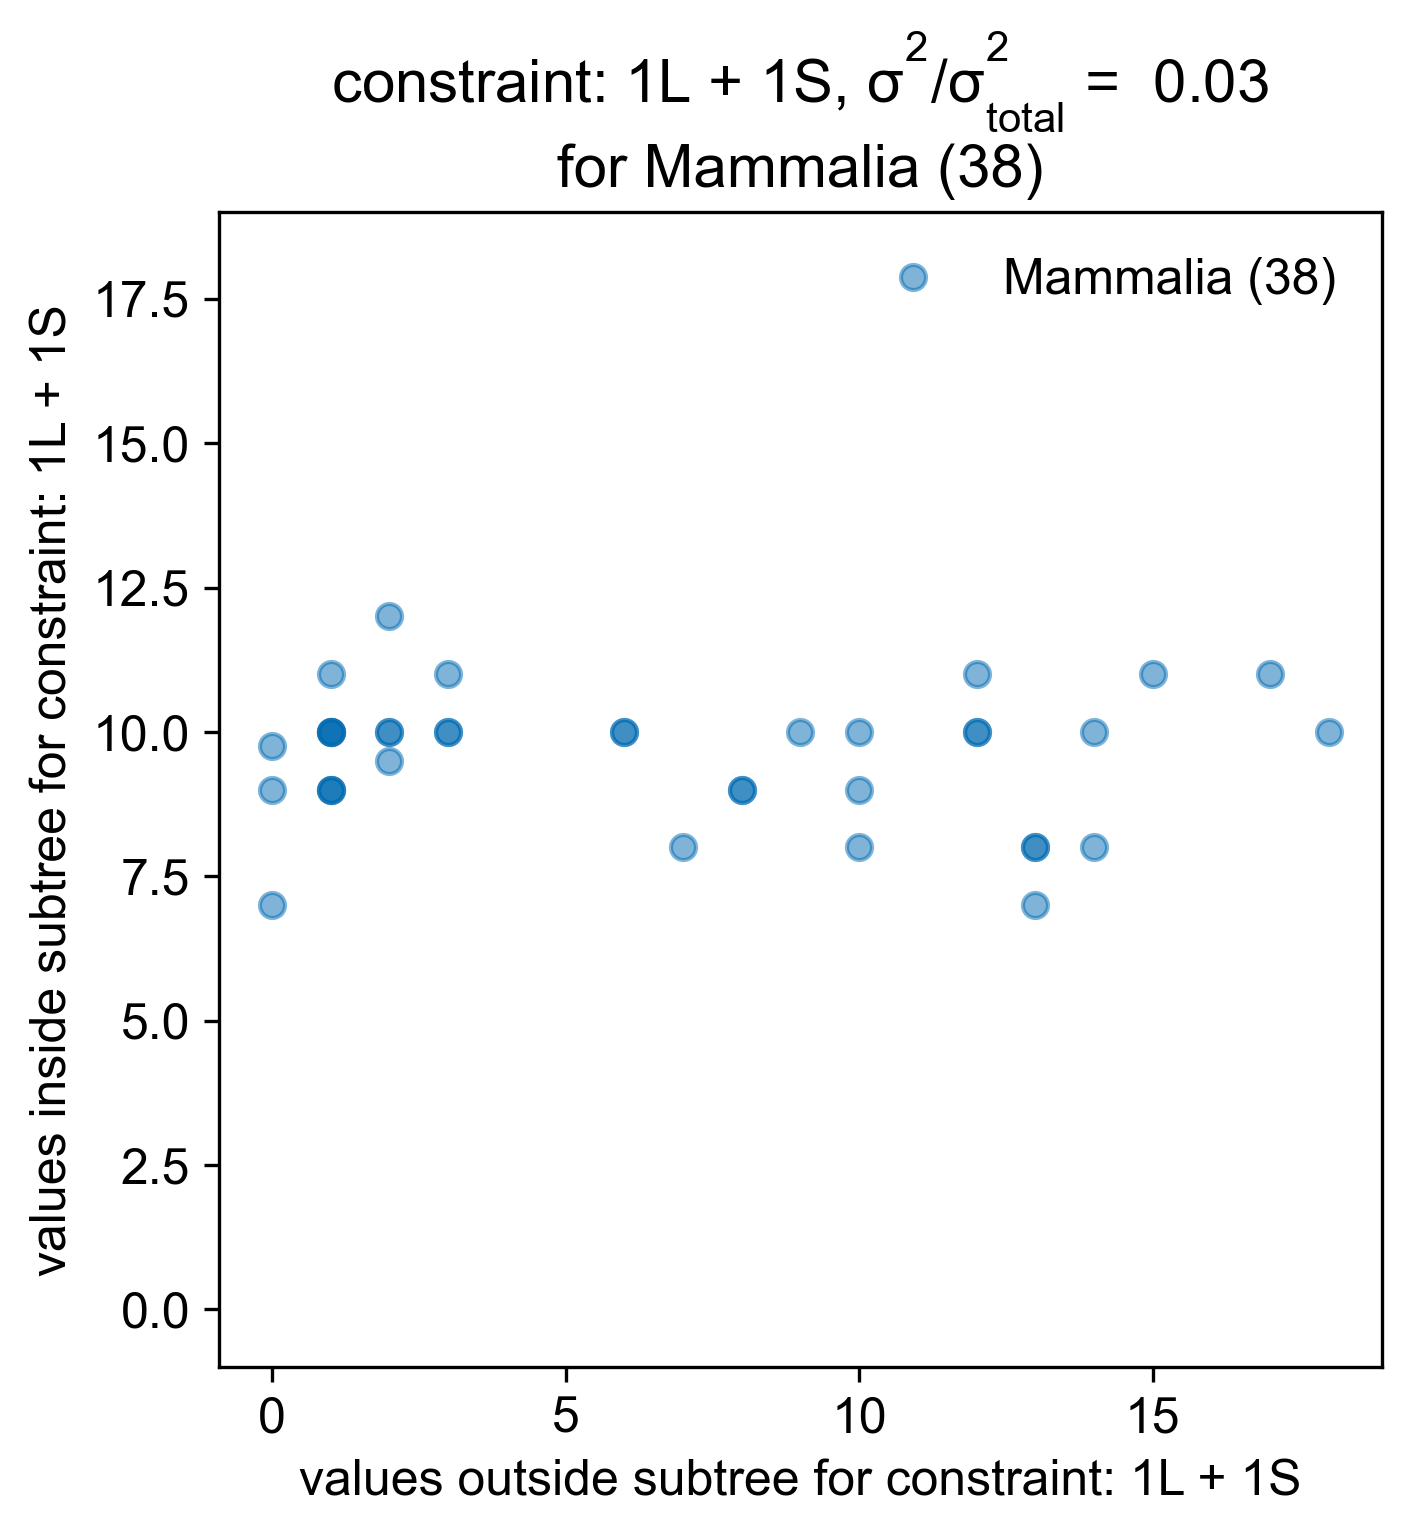 constraint: 1L + 1S, σ²/σ²total = 0.03
for Mammalia (38)
Mammalia (38)
17.5
15.0
12.5
10.0
7.5
5.0
2.5
0.0
values inside subtree for constraint: 1L + 1S
0 5 10 15
values outside subtree for constraint: 1L + 1S